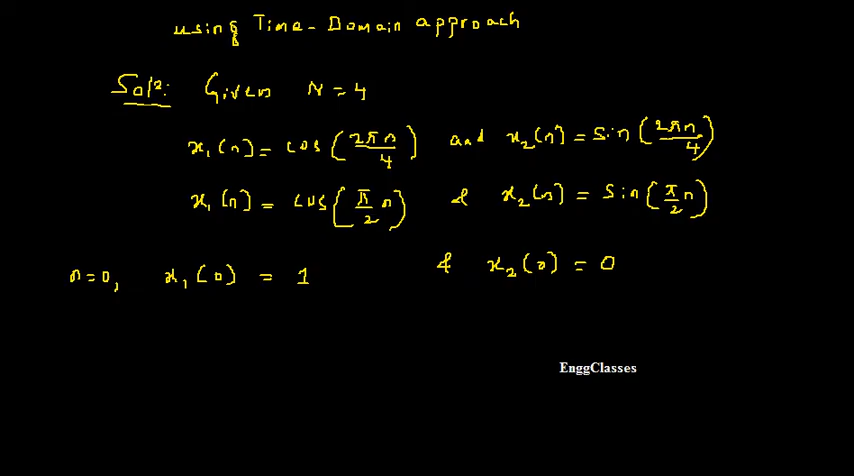 using Time-Domain approach
Soln: Given N = 4
x₁(n) = cos(2πn/4) and x₂(n) = sin(2πn/4)
x₁(n) = cos(π/2 n) & x₂(n) = sin(π/2 n)
n=0, x₁(0) = 1 & x₂(0) = 0
EnggClasses